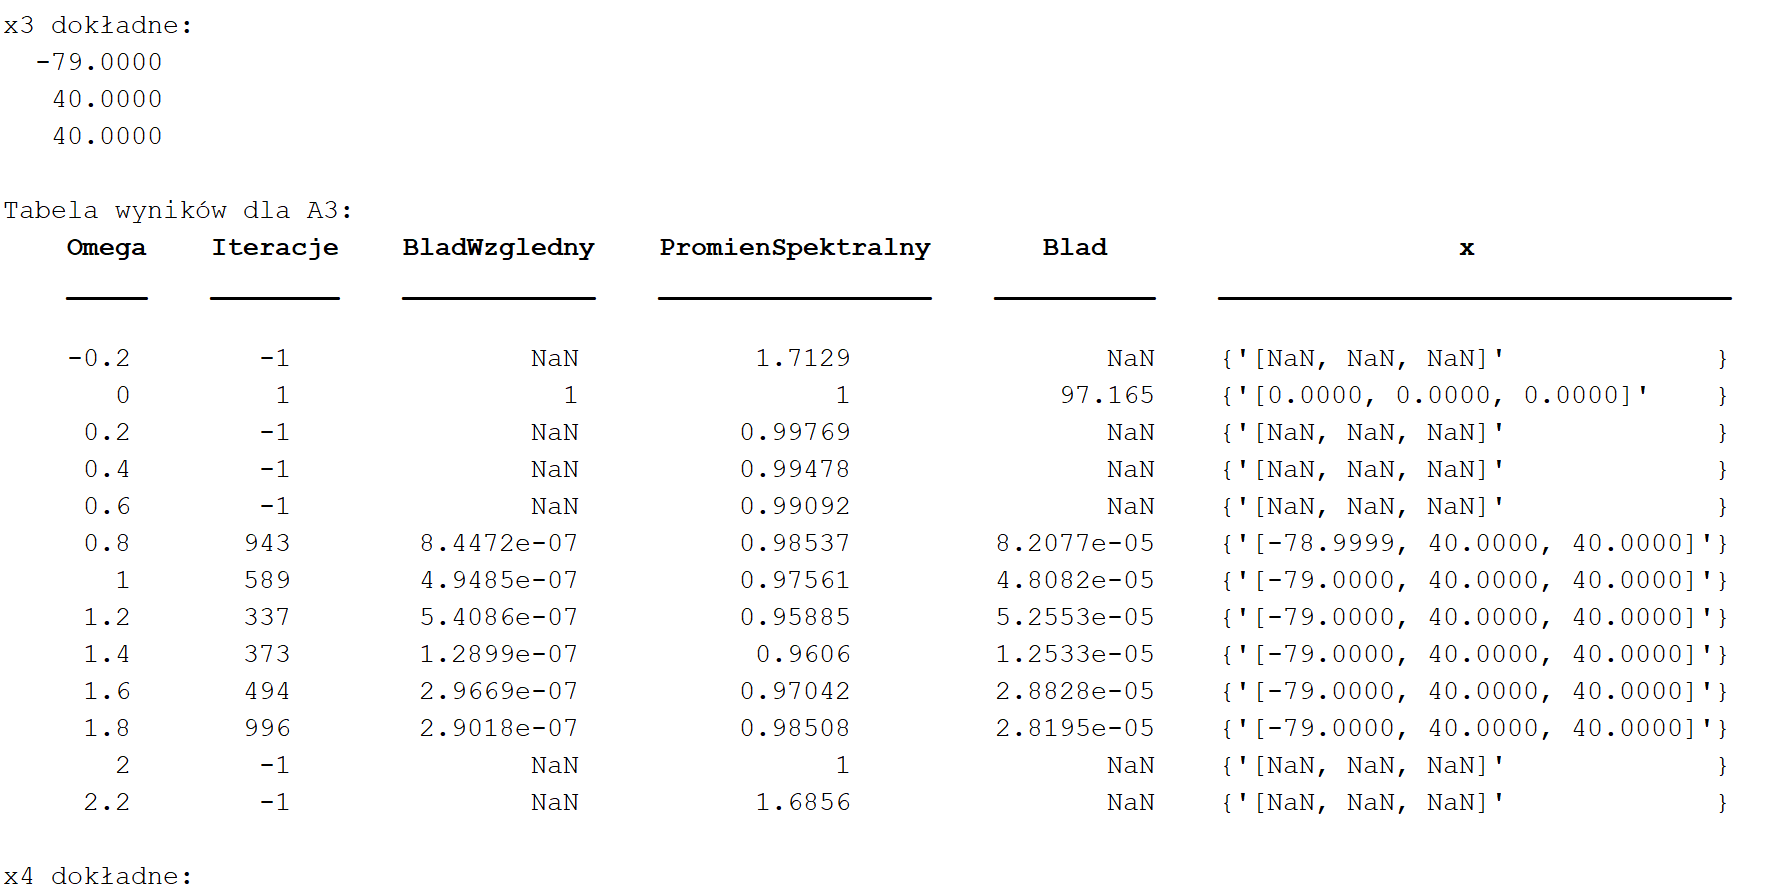 x3 dokładne:
-79.0000
40.0000
40.0000
Tabela wyników dla A3:
Omega Iteracje BladWzgledny PromienSpektralny Blad x
-0.2 -1 NaN 1.7129 NaN {'[NaN, NaN, NaN]' }
0 1 1 1 97.165 {'[0.0000, 0.0000, 0.0000]' }
0.2 -1 NaN 0.99769 NaN {'[NaN, NaN, NaN]' }
0.4 -1 NaN 0.99478 NaN {'[NaN, NaN, NaN]' }
0.6 -1 NaN 0.99092 NaN {'[NaN, NaN, NaN]' }
0.8 943 8.4472e-07 0.98537 8.2077e-05 {'[-78.9999, 40.0000, 40.0000]'}
1 589 4.9485e-07 0.97561 4.8082e-05 {'[-79.0000, 40.0000, 40.0000]'}
1.2 337 5.4086e-07 0.95885 5.2553e-05 {'[-79.0000, 40.0000, 40.0000]'}
1.4 373 1.2899e-07 0.9606 1.2533e-05 {'[-79.0000, 40.0000, 40.0000]'}
1.6 494 2.9669e-07 0.97042 2.8828e-05 {'[-79.0000, 40.0000, 40.0000]'}
1.8 996 2.9018e-07 0.98508 2.8195e-05 {'[-79.0000, 40.0000, 40.0000]'}
2 -1 NaN 1 NaN {'[NaN, NaN, NaN]' }
2.2 -1 NaN 1.6856 NaN {'[NaN, NaN, NaN]' }
x4 dokładne: